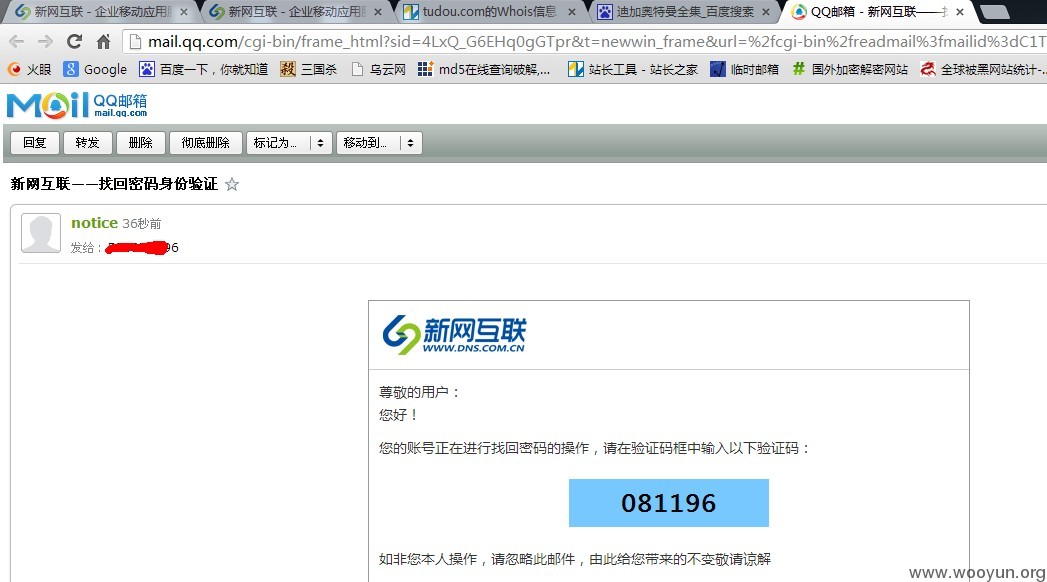 新网互联 - 企业移动应用服 新网互联 - 企业移动应用服 tudou.com的Whois信息 迪加奥特曼全集_百度搜索 QQ邮箱 - 新网互联——找
mail.qq.com/cgi-bin/frame_html?sid=4LxQ_G6EHq0gGTpr&t=newwin_frame&url=%2fcgi-bin%2freadmail%3fmailid%3dC1T
火眼 Google 百度一下，你就知道 三国杀 乌云网 md5在线查询破解,... 站长工具 - 站长之家 临时邮箱 国外加密解密网站 全球被黑网站统计-...
Mail QQ邮箱
mail.qq.com
回复 转发 删除 彻底删除 标记为... 移动到...
新网互联——找回密码身份验证
notice 36秒前
发给： 96
新网互联
WWW.DNS.COM.CN
尊敬的用户：
您好！
您的账号正在进行找回密码的操作，请在验证码框中输入以下验证码：
081196
如非您本人操作，请忽略此邮件，由此给您带来的不变敬请谅解
www.wooyun.org